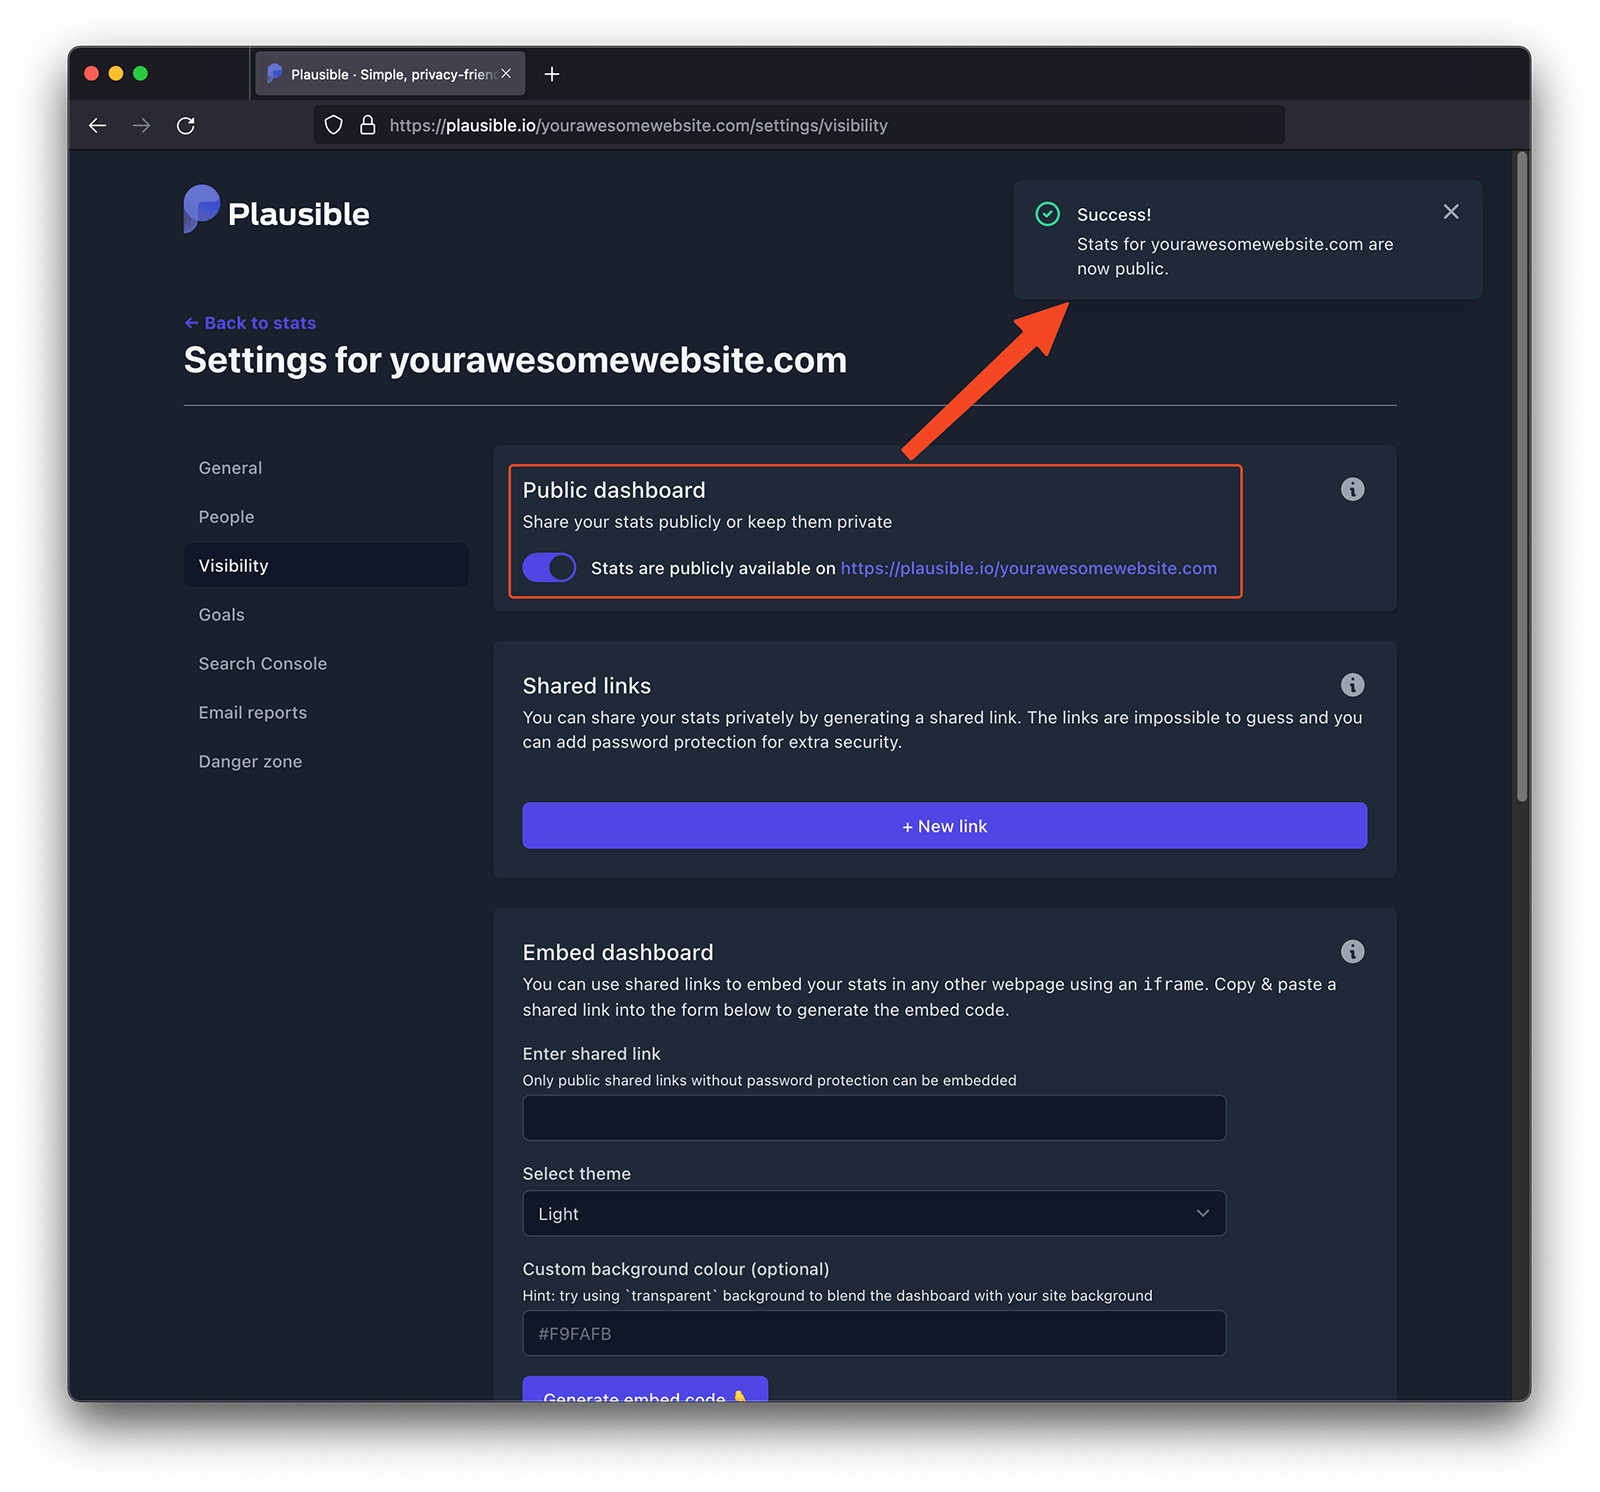 Plausible · Simple, privacy-frien
https://plausible.io/yourawesomewebsite.com/settings/visibility
Plausible
Success!
Stats for yourawesomewebsite.com are
now public.
← Back to stats
Settings for yourawesomewebsite.com
General
People
Visibility
Goals
Search Console
Email reports
Danger zone
Public dashboard
Share your stats publicly or keep them private
Stats are publicly available on https://plausible.io/yourawesomewebsite.com
Shared links
You can share your stats privately by generating a shared link. The links are impossible to guess and you
can add password protection for extra security.
+ New link
Embed dashboard
You can use shared links to embed your stats in any other webpage using an iframe. Copy & paste a
shared link into the form below to generate the embed code.
Enter shared link
Only public shared links without password protection can be embedded
Select theme
Light
Custom background colour (optional)
Hint: try using `transparent` background to blend the dashboard with your site background
#F9FAFB
Generate embed code 👇